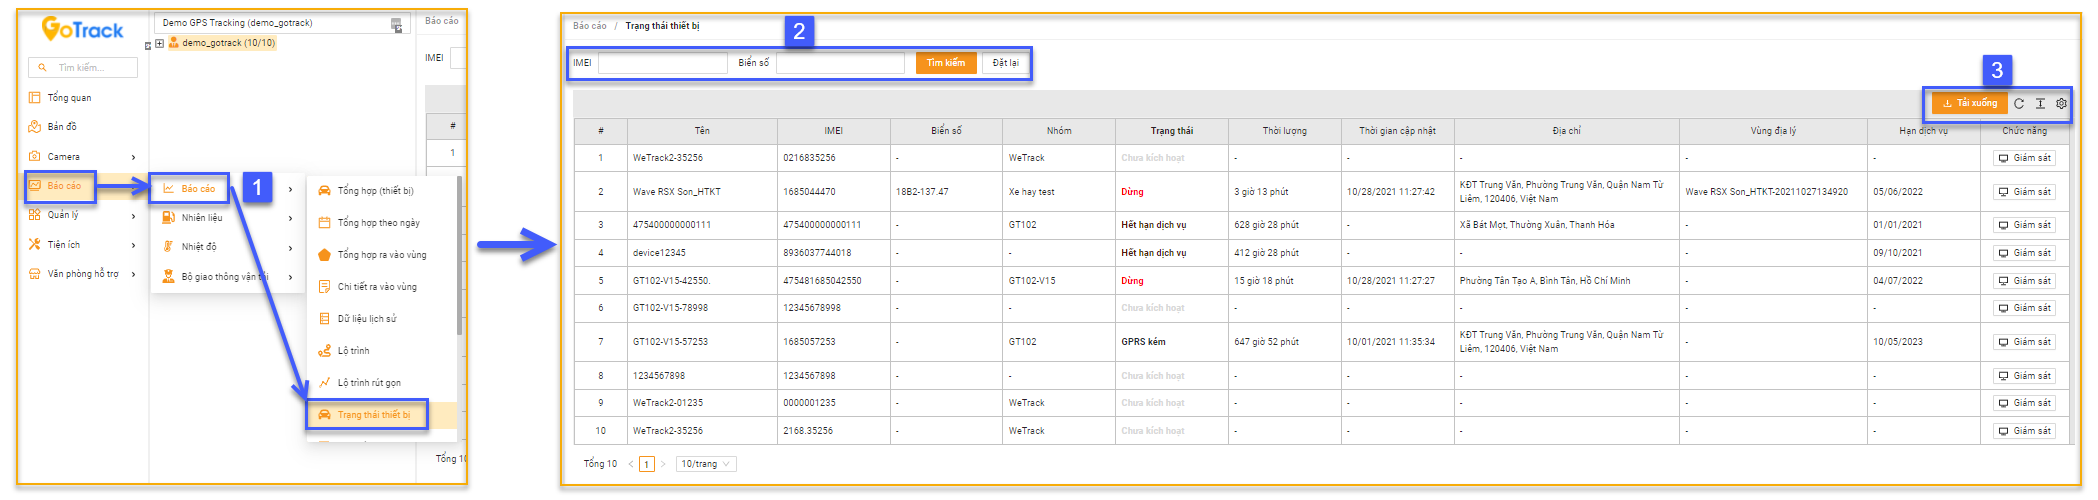 GoTrack
Tìm kiếm...
Tổng quan
Bản đồ
Camera
Báo cáo
Quản lý
Tiện ích
Văn phòng hỗ trợ
Demo GPS Tracking (demo_gotrack)
demo_gotrack (10/10)
Báo cáo
IMEI
#
1
Tổng 10
Báo cáo
1
Nhiên liệu
Nhiệt độ
Bộ giao thông vận tải
Tổng hợp (thiết bị)
Tổng hợp theo ngày
Tổng hợp ra vào vùng
Chi tiết ra vào vùng
Dữ liệu lịch sử
Lộ trình
Lộ trình rút gọn
Trạng thái thiết bị
Báo cáo / Trạng thái thiết bị
2
IMEI Biển số Tìm kiếm Đặt lại
3
Tải xuống
# Tên IMEI Biển số Nhóm Trạng thái Thời lượng Thời gian cập nhật Địa chỉ Vùng địa lý Hạn dịch vụ Chức năng
1 WeTrack2-35256 0216835256 - WeTrack Chưa kích hoạt - - - - - Giám sát
2 Wave RSX Son_HTKT 1685044470 18B2-137.47 Xe hay test Dừng 3 giờ 13 phút 10/28/2021 11:27:42 KĐT Trung Văn, Phường Trung Văn, Quận Nam Từ Liêm, 120406, Việt Nam Wave RSX Son_HTKT-20211027134920 05/06/2022 Giám sát
3 475400000000111 475400000000111 - GT102 Hết hạn dịch vụ 628 giờ 28 phút - Xã Bát Mọt, Thường Xuân, Thanh Hóa - 01/01/2021 Giám sát
4 device12345 8936037744018 - - Hết hạn dịch vụ 412 giờ 28 phút - - - 09/10/2021 Giám sát
5 GT102-V15-42550. 475481685042550 - GT102-V15 Dừng 15 giờ 18 phút 10/28/2021 11:27:27 Phường Tân Tạo A, Bình Tân, Hồ Chí Minh - 04/07/2022 Giám sát
6 GT102-V15-78998 12345678998 - - Chưa kích hoạt - - - - - Giám sát
7 GT102-V15-57253 1685057253 - GT102 GPRS kém 647 giờ 52 phút 10/01/2021 11:35:34 KĐT Trung Văn, Phường Trung Văn, Quận Nam Từ Liêm, 120406, Việt Nam - 10/05/2023 Giám sát
8 1234567898 1234567898 - - Chưa kích hoạt - - - - - Giám sát
9 WeTrack2-01235 0000001235 - WeTrack Chưa kích hoạt - - - - - Giám sát
10 WeTrack2-35256 2168.35256 - WeTrack Chưa kích hoạt - - - - - Giám sát
Tổng 10 < 1 > 10/trang